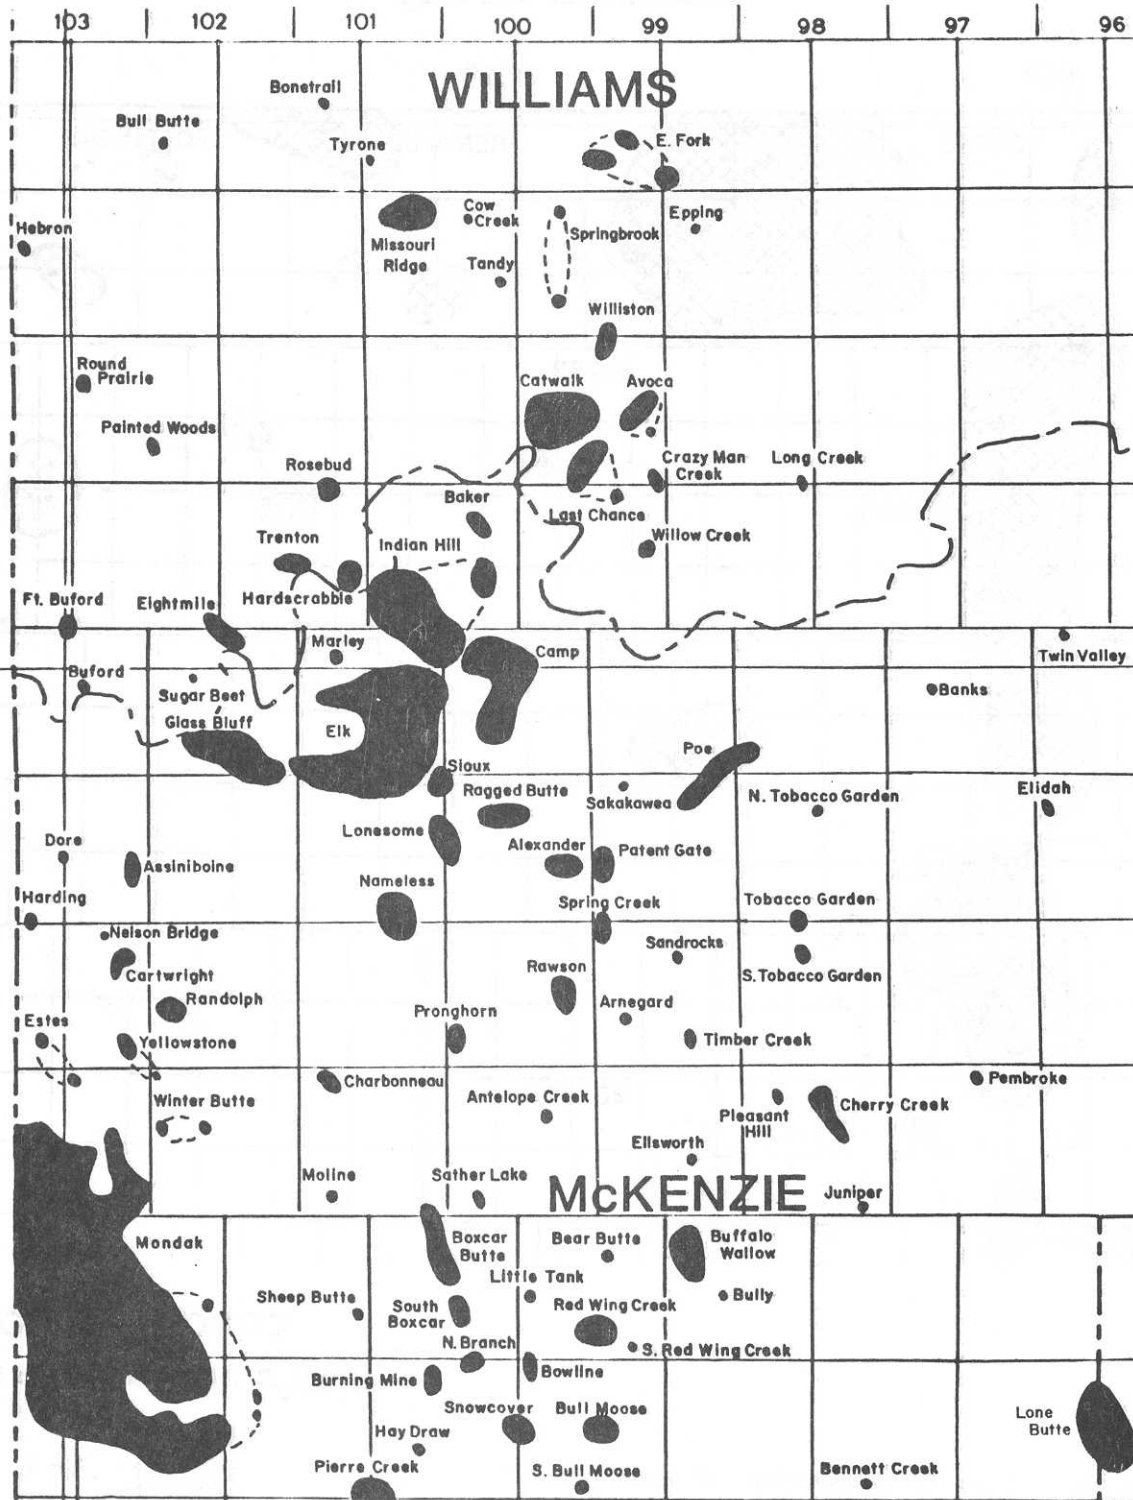 103 102 101 100 99 98 97 96
WILLIAMS
Bonetrail
Bull Butte
Tyrone
E. Fork
Hebron
Missouri
Ridge
Cow
Creek
Tandy
Springbrook
Epping
Williston
Round
Prairie
Painted Woods
Catwalk
Avoca
Rosebud
Baker
Crazy Man
Creek
Long Creek
Last Chance
Willow Creek
Trenton
Indian Hill
Hardscrabble
Ft. Buford
Eightmile
Marley
Camp
Twin Valley
Buford
Sugar Beet
Glass Bluff
Banks
Elk
Poe
Sioux
Ragged Butte
Sakakawea
N. Tobacco Garden
Elidah
Lonesome
Dore
Assiniboine
Alexander
Patent Gate
Harding
Nameless
Spring Creek
Tobacco Garden
Nelson Bridge
Cartwright
Sandrocks
S. Tobacco Garden
Randolph
Rawson
Estes
Yellowstone
Pronghorn
Arnegard
Timber Creek
Charbonneau
Pembroke
Winter Butte
Antelope Creek
Pleasant
Hill
Cherry Creek
Ellsworth
Moline
Sather Lake
McKENZIE
Juniper
Mondak
Boxcar
Butte
Bear Butte
Buffalo
Wallow
Little Tank
Sheep Butte
South
Boxcar
Red Wing Creek
Bully
N. Branch
S. Red Wing Creek
Burning Mine
Bowline
Snowcover
Bull Moose
Lone
Butte
Hay Draw
Pierre Creek
S. Bull Moose
Bennett Creek